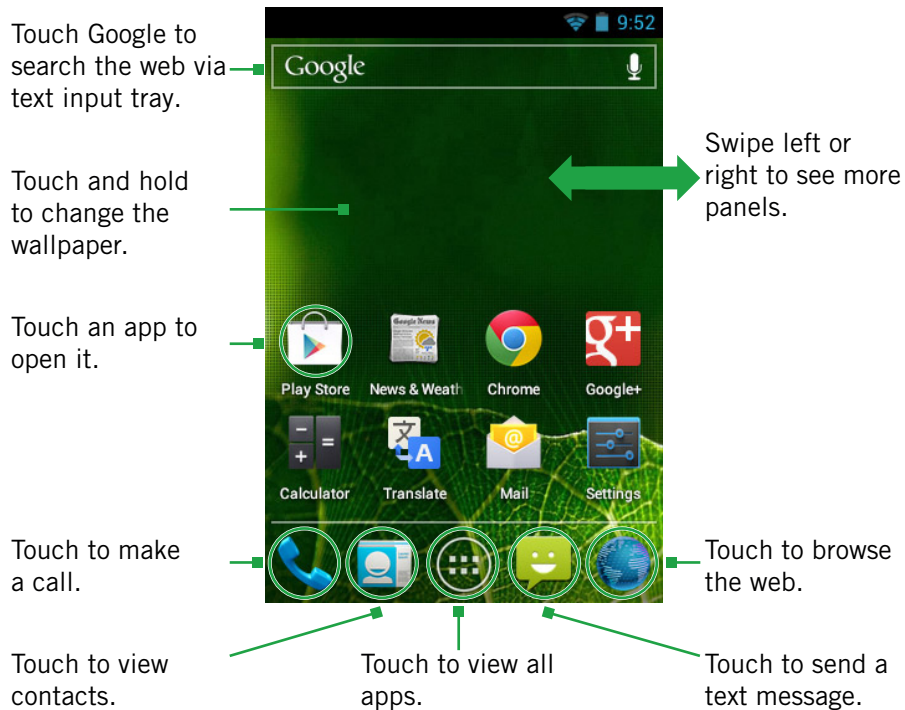 9:52
Touch Google to
search the web via
text input tray.
Google
Swipe left or
right to see more
panels.
Touch and hold
to change the
wallpaper.
Touch an app to
open it.
Google News
g+
Play Store
News & Weath
Chrome
Google+
文
A
@
Calculator
Translate
Mail
Settings
Touch to make
a call.
Touch to browse
the web.
Touch to view
contacts.
Touch to view all
apps.
Touch to send a
text message.